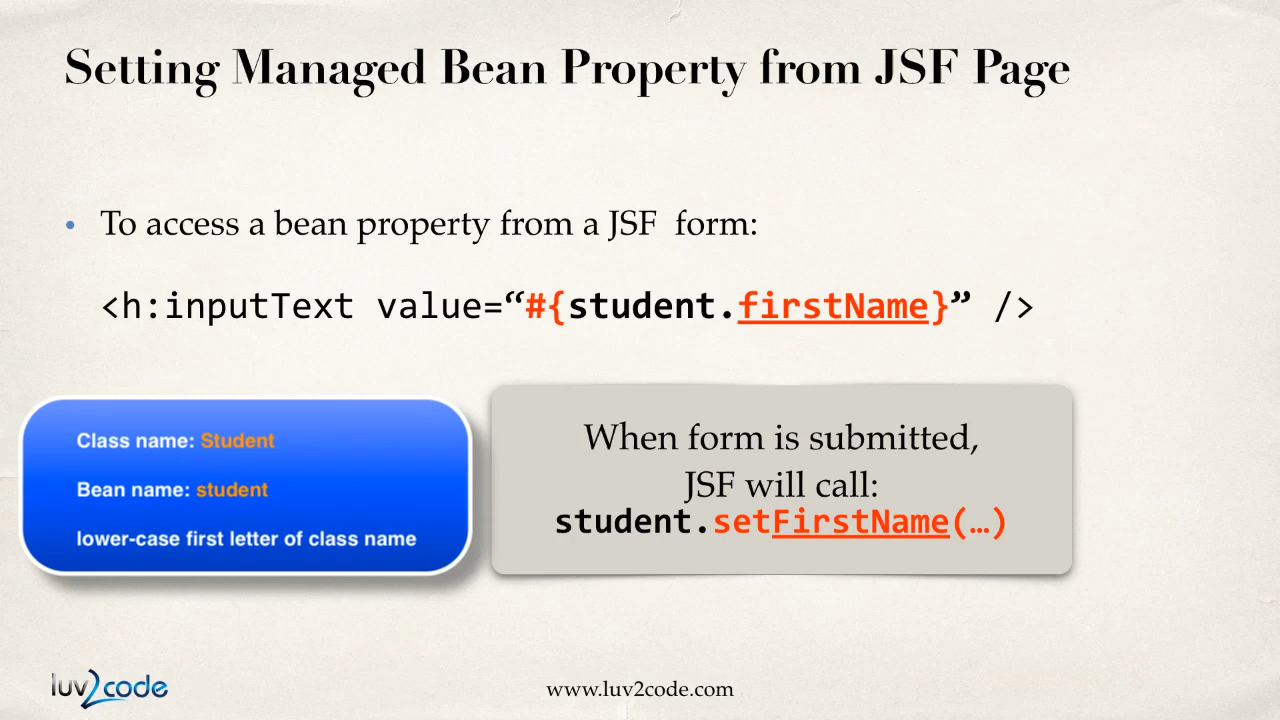 Setting Managed Bean Property from JSF Page
• To access a bean property from a JSF form:
<h:inputText value=“#{student.firstName}” />
Class name: Student
Bean name: student
lower-case first letter of class name
When form is submitted,
JSF will call:
student.setFirstName(…)
luv2code
www.luv2code.com